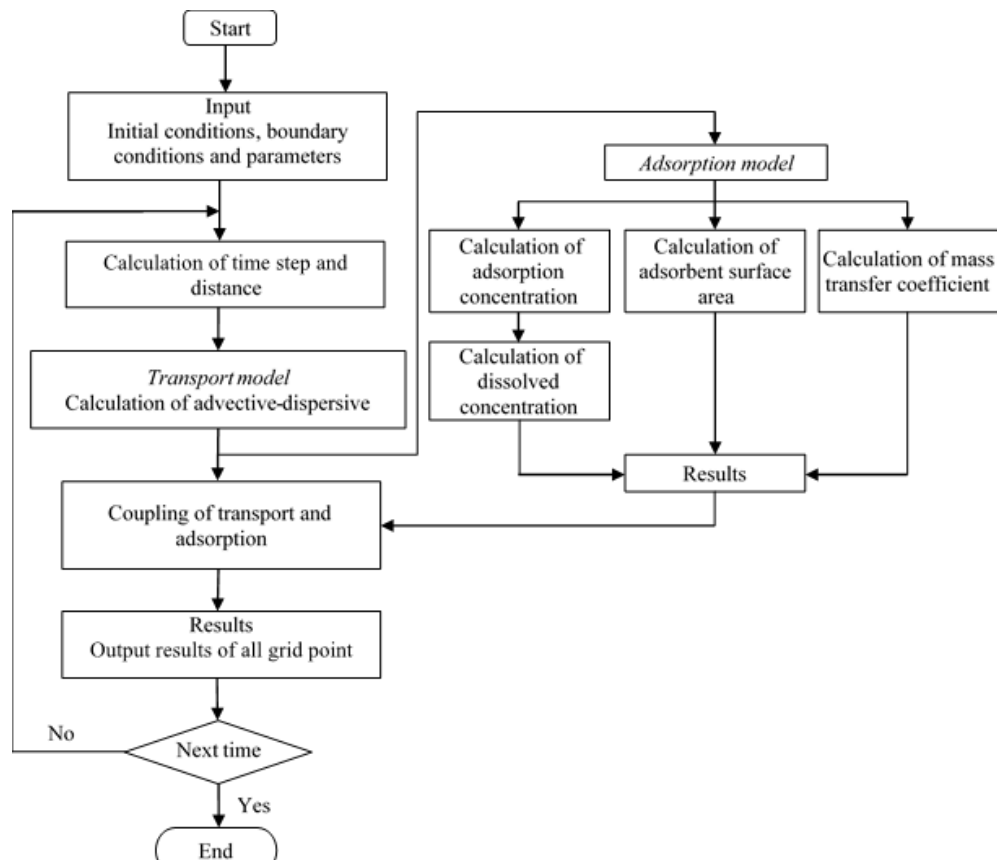 Start
Input
Initial conditions, boundary
conditions and parameters
Calculation of time step and
distance
Transport model
Calculation of advective-dispersive
Coupling of transport and
adsorption
Results
Output results of all grid point
Next time
No
Yes
End
Adsorption model
Calculation of
adsorption
concentration
Calculation of
dissolved
concentration
Calculation of
adsorbent surface
area
Calculation of mass
transfer coefficient
Results